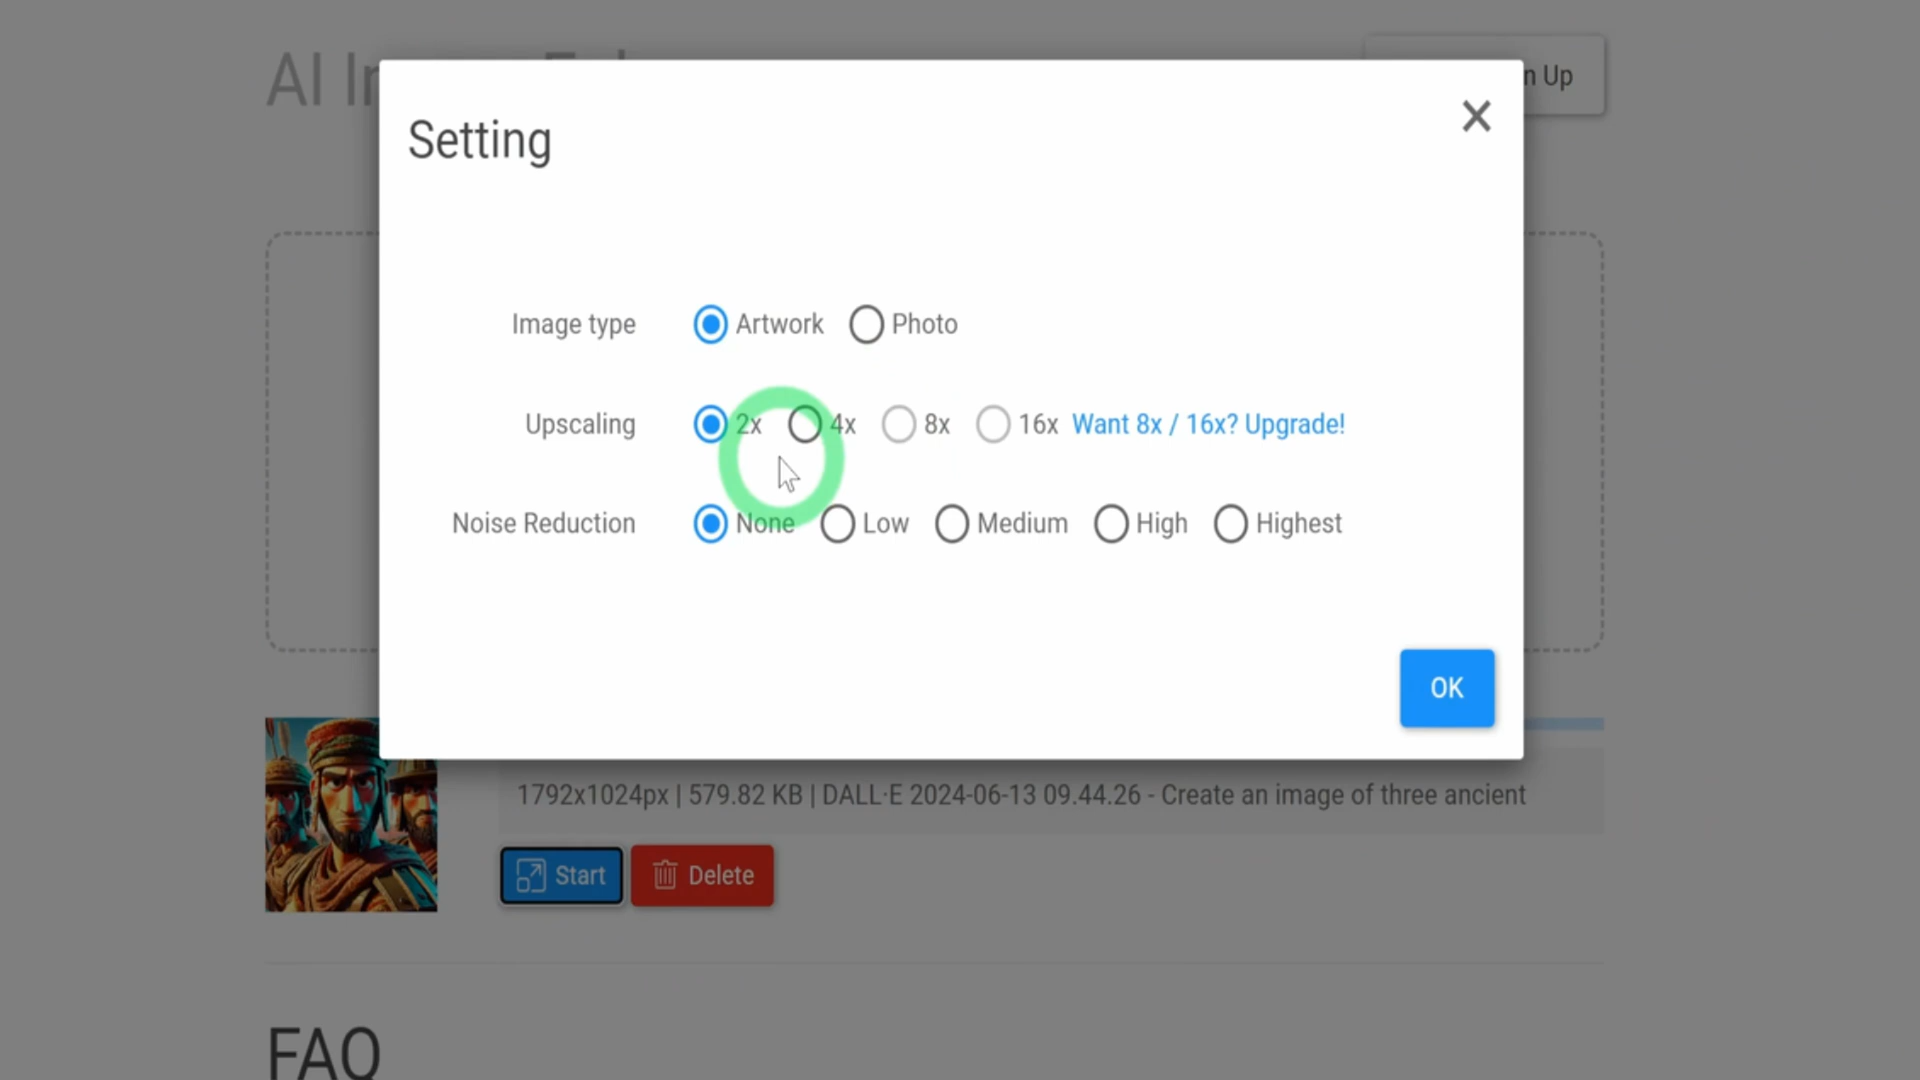 AI
Setting
n Up
Image type Artwork Photo
Upscaling 2x 4x 8x 16x Want 8x / 16x? Upgrade!
Noise Reduction None Low Medium High Highest
OK
1792x1024px | 579.82 KB | DALL·E 2024-06-13 09.44.26 - Create an image of three ancient
Start Delete
FAQ